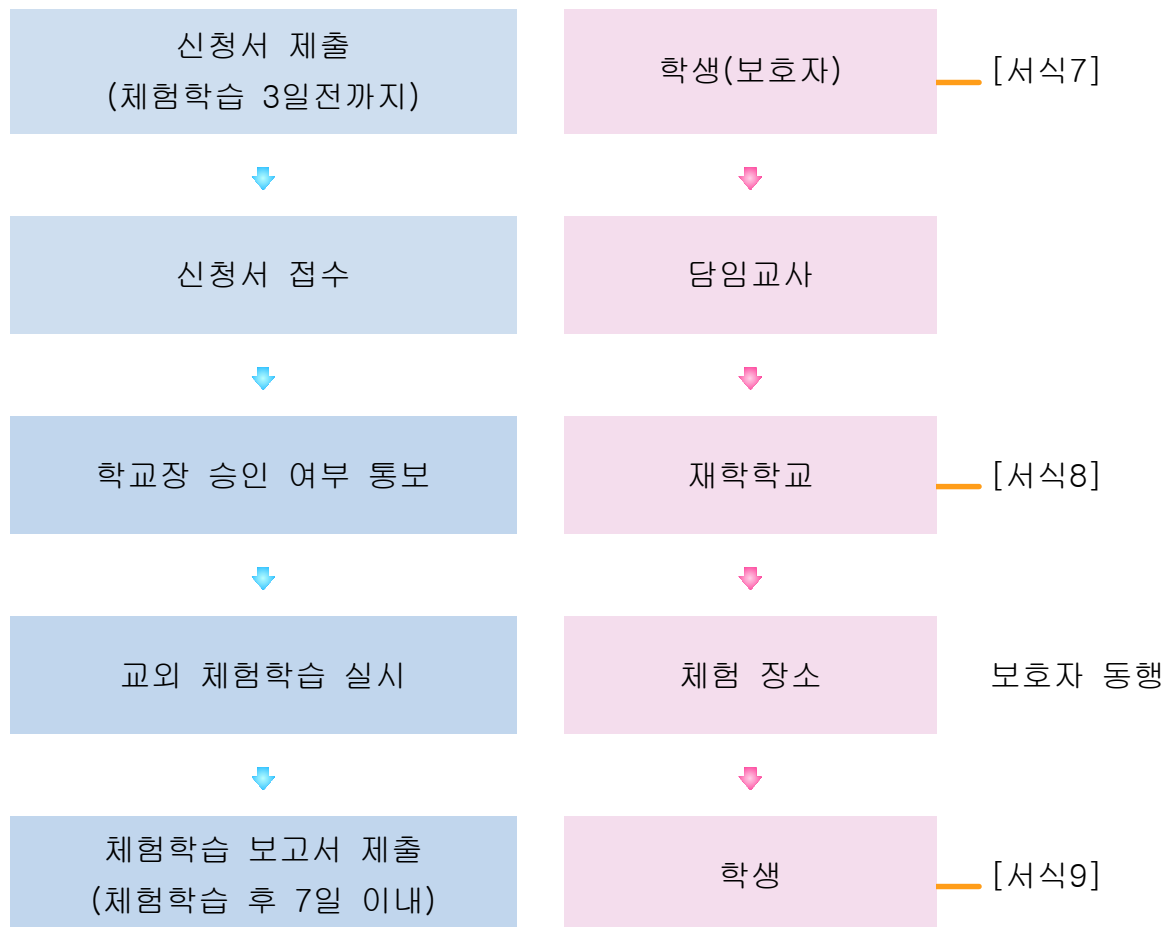 신청서 제출
(체험학습 3일전까지)
학생(보호자)
[서식7]
신청서 접수
담임교사
학교장 승인 여부 통보
재학학교
[서식8]
교외 체험학습 실시
체험 장소
보호자 동행
체험학습 보고서 제출
(체험학습 후 7일 이내)
학생
[서식9]